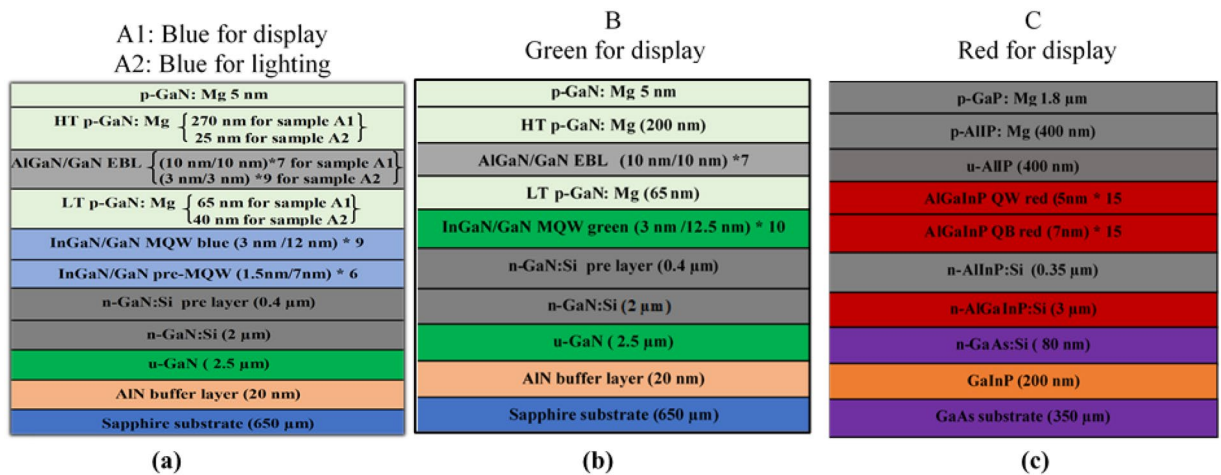 A1: Blue for display
A2: Blue for lighting
p-GaN: Mg 5 nm
HT p-GaN: Mg { 270 nm for sample A1 }
25 nm for sample A2
AlGaN/GaN EBL { (10 nm/10 nm)*7 for sample A1 }
(3 nm/3 nm) *9 for sample A2
LT p-GaN: Mg { 65 nm for sample A1 }
40 nm for sample A2
InGaN/GaN MQW blue (3 nm /12 nm) * 9
InGaN/GaN pre-MQW (1.5nm/7nm) * 6
n-GaN:Si pre layer (0.4 µm)
n-GaN:Si (2 µm)
u-GaN ( 2.5 µm)
AlN buffer layer (20 nm)
Sapphire substrate (650 µm)
(a)
B
Green for display
p-GaN: Mg 5 nm
HT p-GaN: Mg (200 nm)
AlGaN/GaN EBL (10 nm/10 nm) *7
LT p-GaN: Mg (65 nm)
InGaN/GaN MQW green (3 nm /12.5 nm) * 10
n-GaN:Si pre layer (0.4 µm)
n-GaN:Si (2 µm)
u-GaN ( 2.5 µm)
AlN buffer layer (20 nm)
Sapphire substrate (650 µm)
(b)
C
Red for display
p-GaP: Mg 1.8 µm
p-AlIP: Mg (400 nm)
u-AlIP (400 nm)
AlGaInP QW red (5nm * 15
AlGaInP QB red (7nm) * 15
n-AlInP:Si (0.35 µm)
n-AlGaInP:Si (3 µm)
n-GaAs:Si ( 80 nm)
GaInP (200 nm)
GaAs substrate (350 µm)
(c)